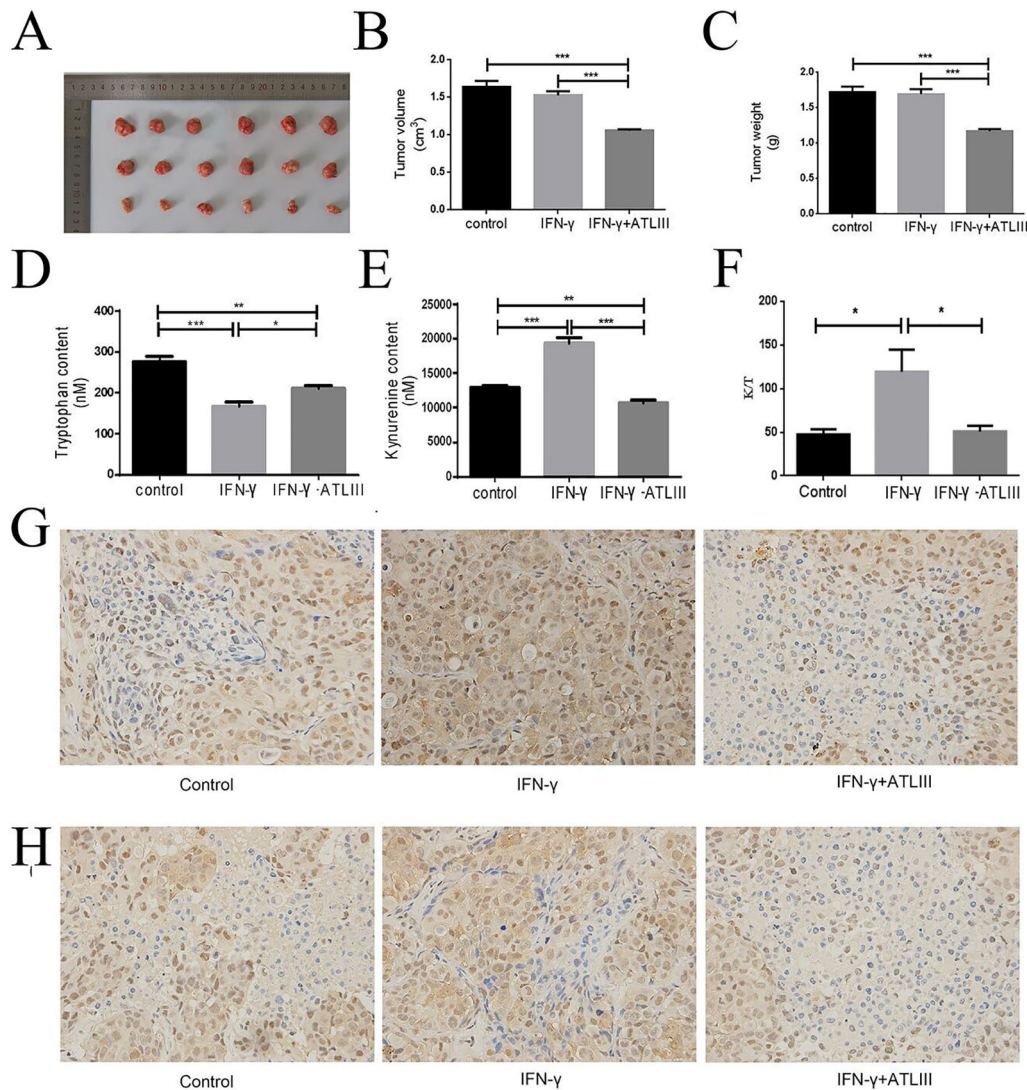 A
B
C
Tumor volume
(cm³)
2.0
1.5
1.0
0.5
0.0
***
***
control
IFN-γ
IFN-γ+ATLIII
Tumor weight
(g)
2.0
1.5
1.0
0.5
0.0
***
***
control
IFN-γ
IFN-γ+ATLIII
D
E
F
Tryptophan content
(nM)
400
300
200
100
0
**
***
*
control
IFN-γ
IFN-γ -ATLIII
Kynurenine content
(nM)
25000
20000
15000
10000
5000
0
**
***
***
control
IFN-γ
IFN-γ -ATLIII
K/T
200
150
100
50
0
*
*
Control
IFN-γ
IFN-γ -ATLIII
G
Control
IFN-γ
IFN-γ+ATLIII
H
Control
IFN-γ
IFN-γ+ATLIII